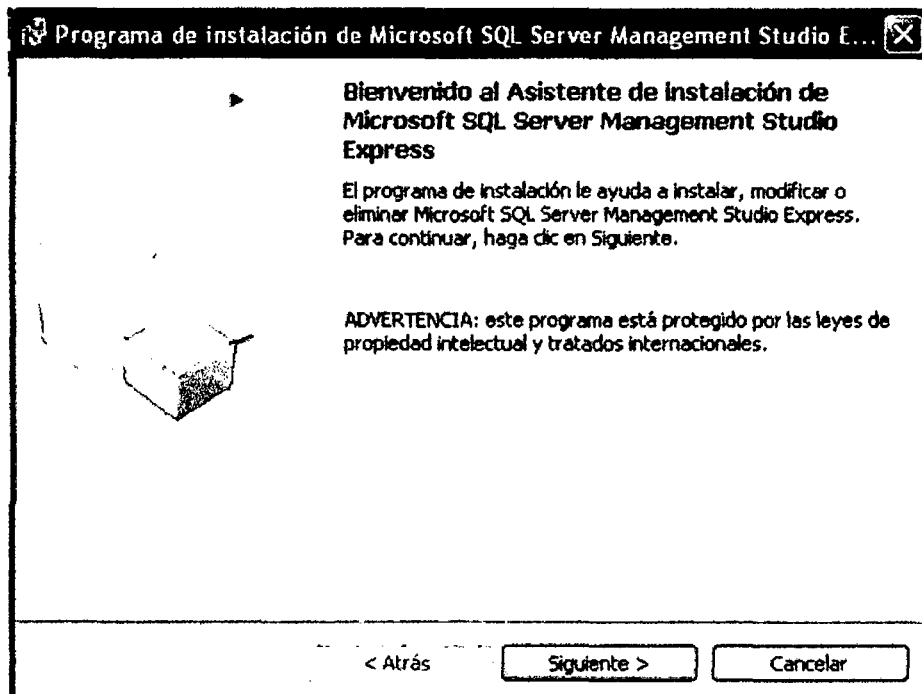 Programa de instalación de Microsoft SQL Server Management Studio E...
Bienvenido al Asistente de instalación de
Microsoft SQL Server Management Studio
Express
El programa de instalación le ayuda a instalar, modificar o
eliminar Microsoft SQL Server Management Studio Express.
Para continuar, haga clic en Siguiente.
ADVERTENCIA: este programa está protegido por las leyes de
propiedad intelectual y tratados internacionales.
< Atrás
Siguiente >
Cancelar